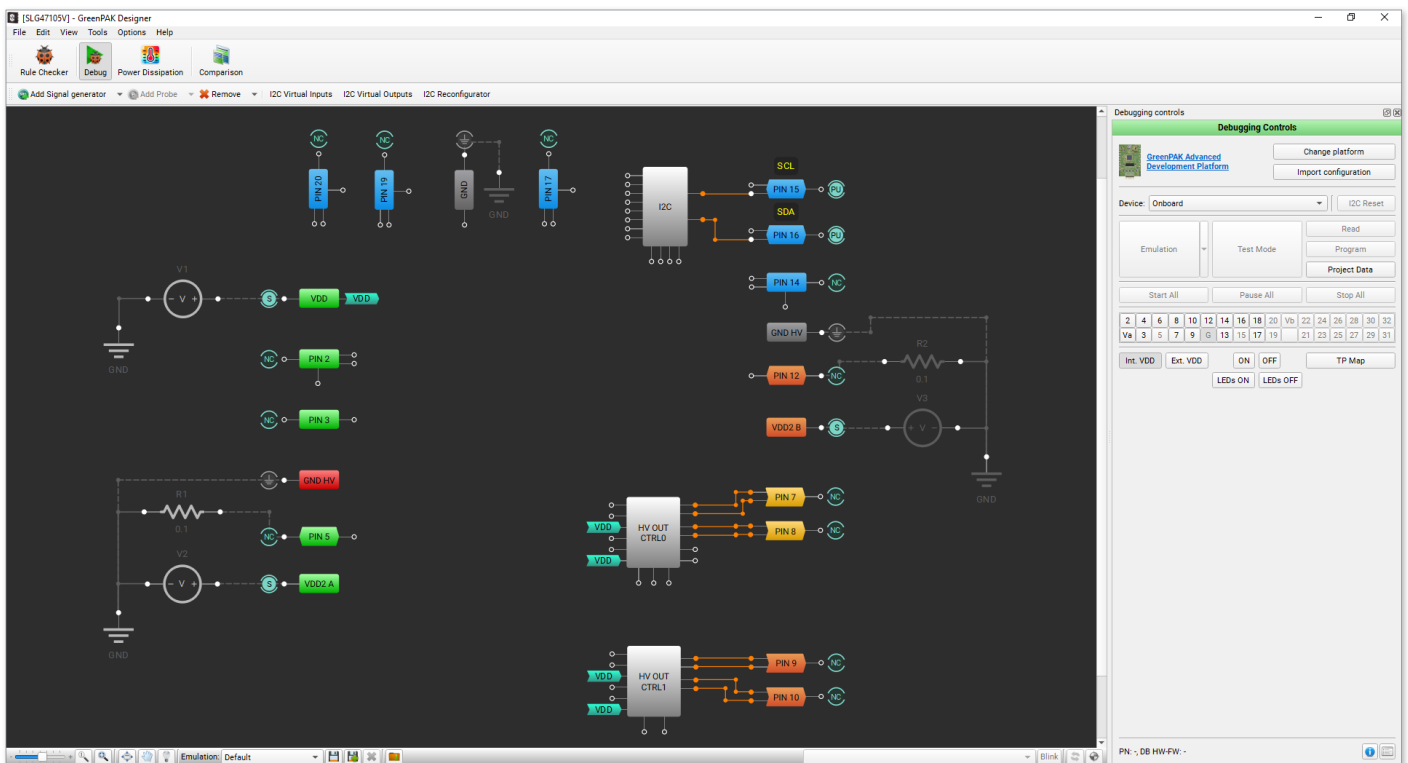 [SLG47105V] - GreenPAK Designer
File Edit View Tools Options Help
Rule Checker Debug Power Dissipation Comparison
Add Signal generator Add Probe Remove I2C Virtual Inputs I2C Virtual Outputs I2C Reconfigurator
NC NC NC
PIN 20 PIN 19 GND PIN 17
GND
I2C
SCL
PIN 15 PU
SDA
PIN 16 PU
PIN 14 NC
V1
- V + S VDD VDD
GND
NC PIN 2
NC PIN 3
GND HV
R2
PIN 12 NC
0.1
V3
VDD2 B S + V -
GND
GND HV
R1
0.1
NC PIN 5
V2
- V + S VDD2 A
GND
VDD
HV OUT
CTRL0
VDD
PIN 7 NC
PIN 8 NC
VDD
HV OUT
CTRL1
VDD
PIN 9 NC
PIN 10 NC
Debugging controls
Debugging Controls
GreenPAK Advanced
Development Platform
Change platform
Import configuration
Device: Onboard I2C Reset
Emulation Test Mode
Read
Program
Project Data
Start All Pause All Stop All
2 4 6 8 10 12 14 16 18 20 Vb 22 24 26 28 30 32
Va 3 5 7 9 G 13 15 17 19 21 23 25 27 29 31
Int. VDD Ext. VDD ON OFF TP Map
LEDs ON LEDs OFF
Emulation: Default Blink
PN: -, DB HW-FW: -